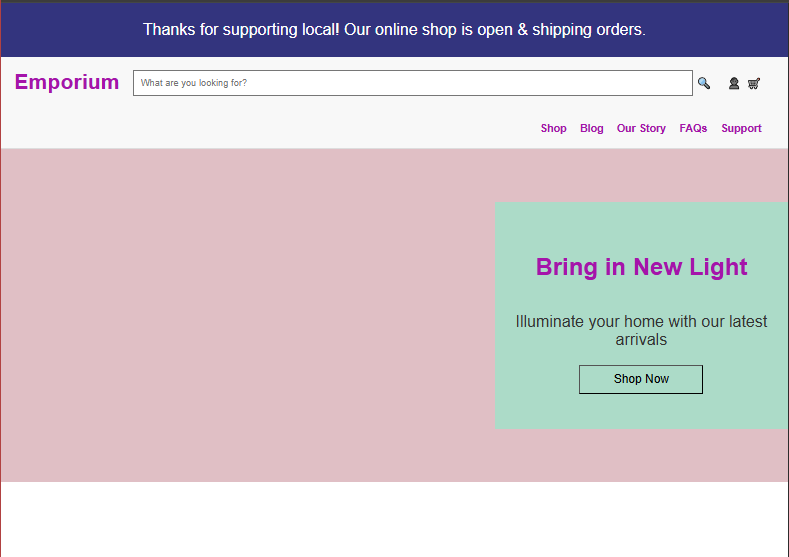 Thanks for supporting local! Our online shop is open & shipping orders.
Emporium
What are you looking for?
Shop Blog Our Story FAQs Support
Bring in New Light
Illuminate your home with our latest
arrivals
Shop Now